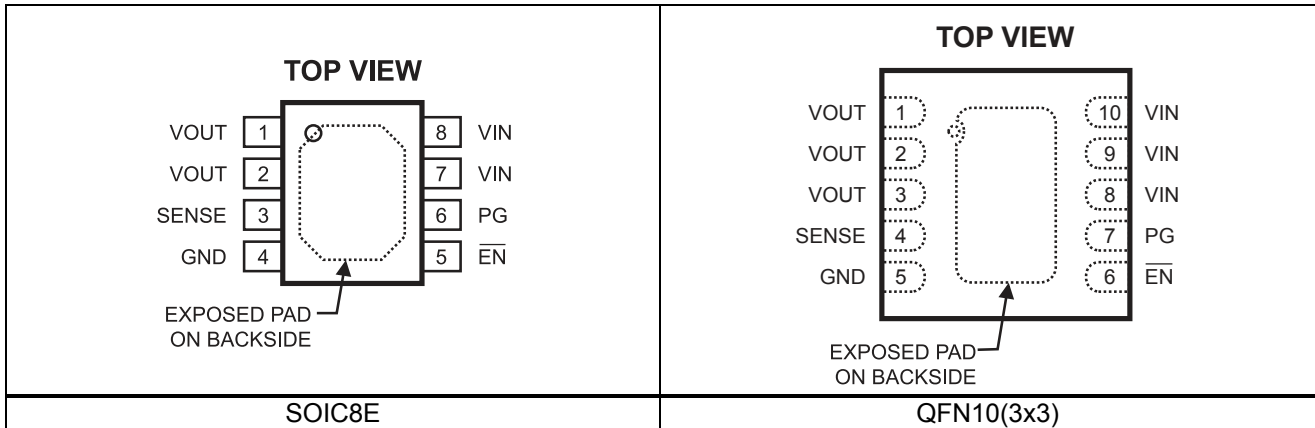 TOP VIEW
VOUT 1 8 VIN
VOUT 2 7 VIN
SENSE 3 6 PG
GND 4 5 E̅N̅
EXPOSED PAD
ON BACKSIDE
SOIC8E
TOP VIEW
VOUT 1 10 VIN
VOUT 2 9 VIN
VOUT 3 8 VIN
SENSE 4 7 PG
GND 5 6 E̅N̅
EXPOSED PAD
ON BACKSIDE
QFN10(3x3)